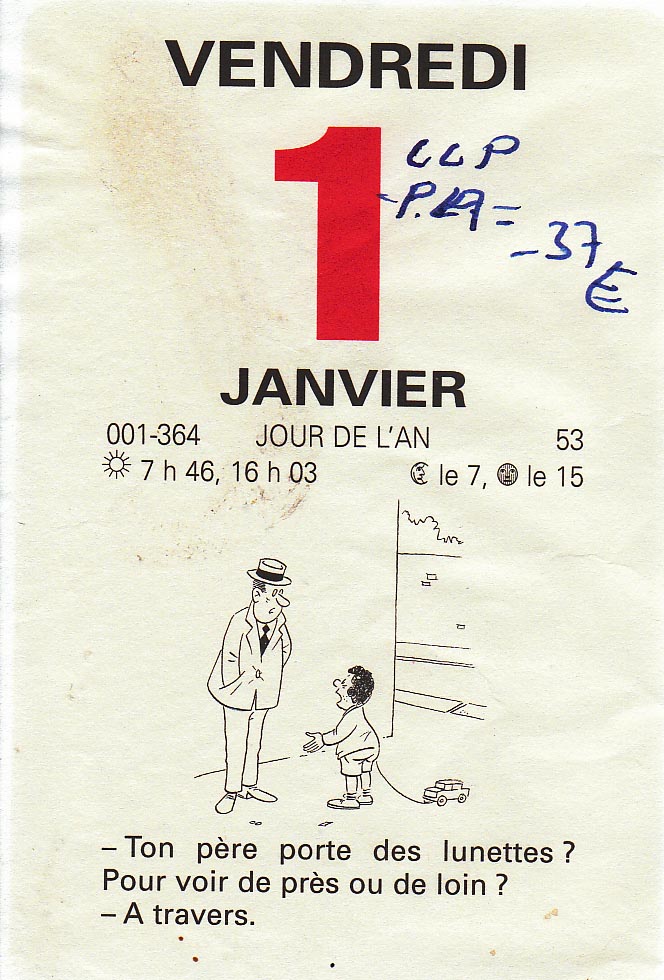 VENDREDI
1
CCP
-37
€
JANVIER
001-364 JOUR DE L'AN 53
7 h 46, 16 h 03 le 7, le 15
– Ton père porte des lunettes ?
Pour voir de près ou de loin ?
– A travers.